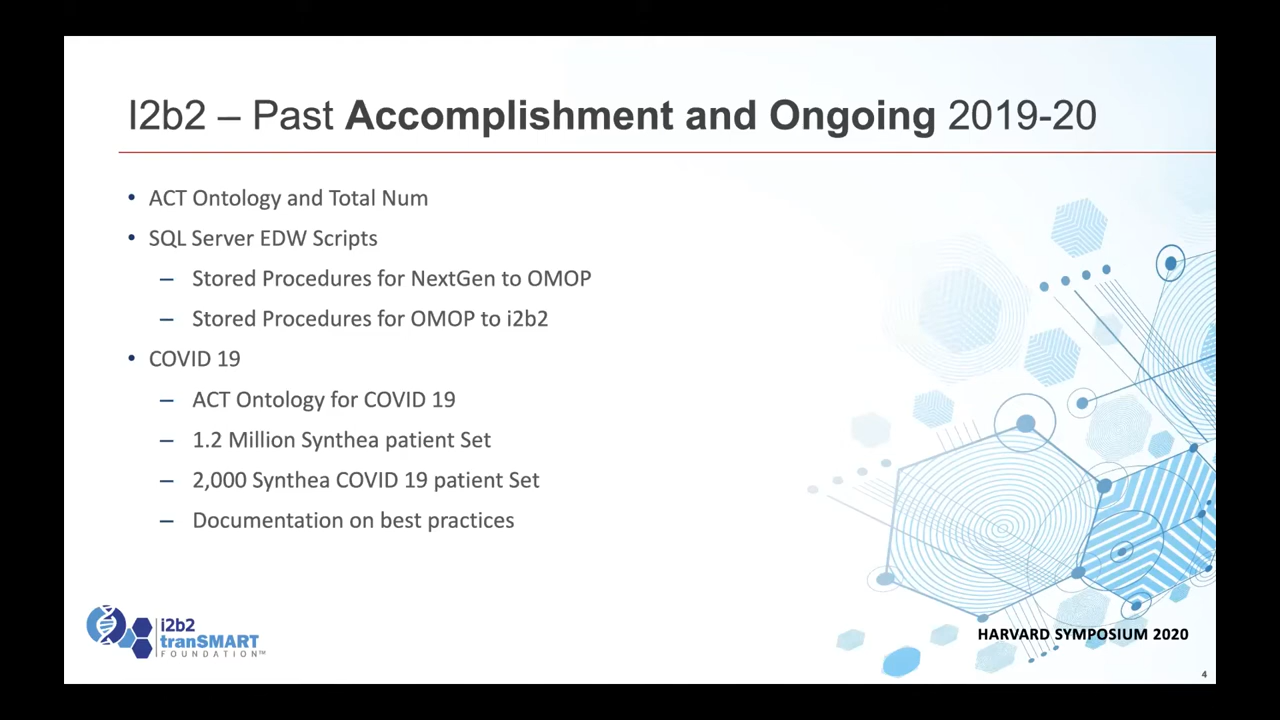 I2b2 – Past Accomplishment and Ongoing 2019-20
• ACT Ontology and Total Num
• SQL Server EDW Scripts
– Stored Procedures for NextGen to OMOP
– Stored Procedures for OMOP to i2b2
• COVID 19
– ACT Ontology for COVID 19
– 1.2 Million Synthea patient Set
– 2,000 Synthea COVID 19 patient Set
– Documentation on best practices
i2b2
tranSMART
FOUNDATION™
HARVARD SYMPOSIUM 2020
4